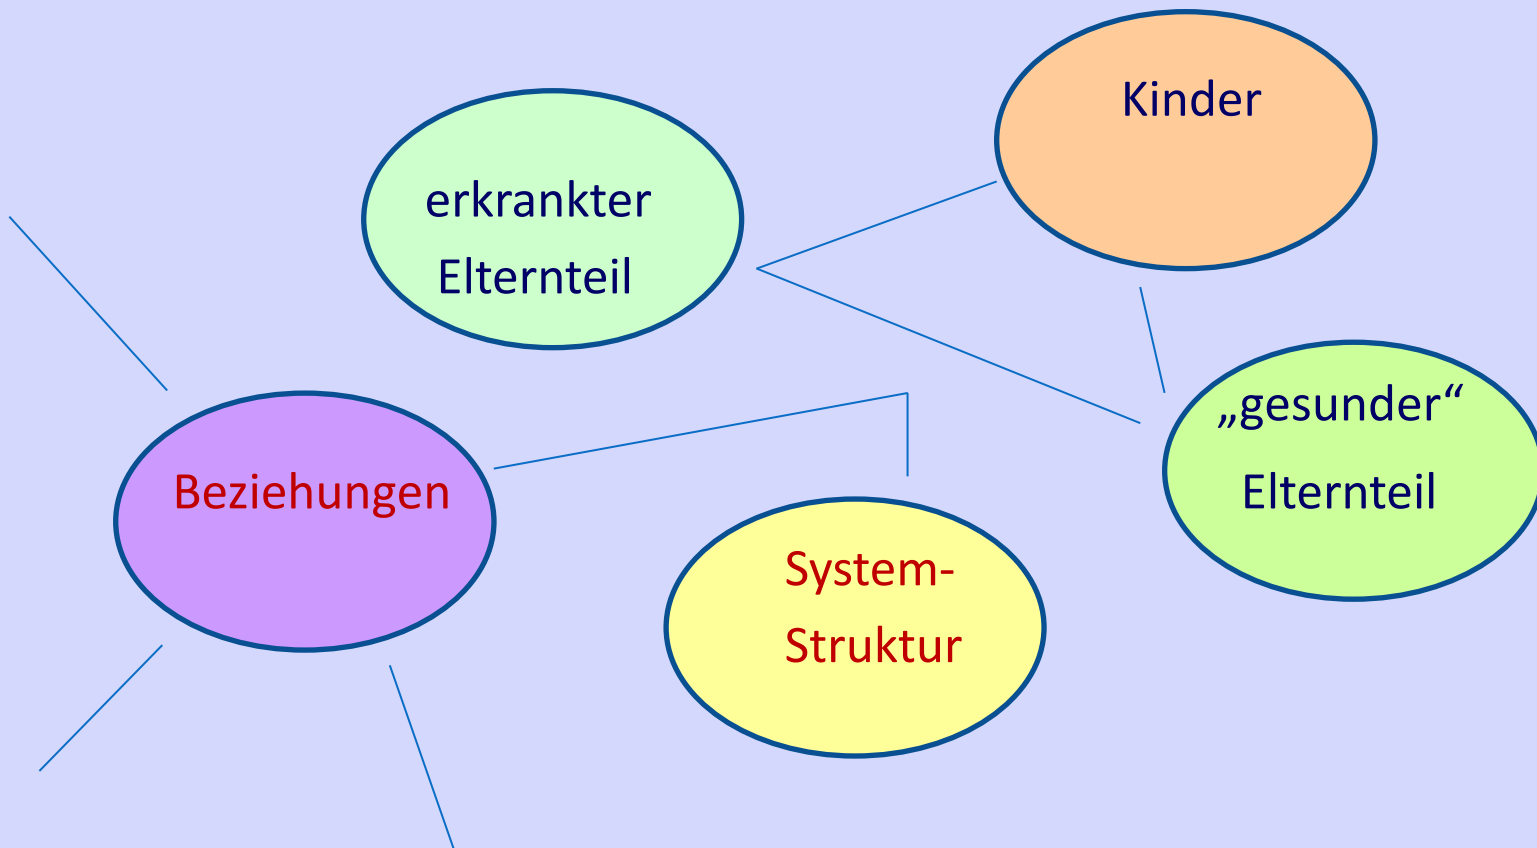 Kinder
erkrankter
Elternteil
„gesunder“
Elternteil
Beziehungen
System-
Struktur